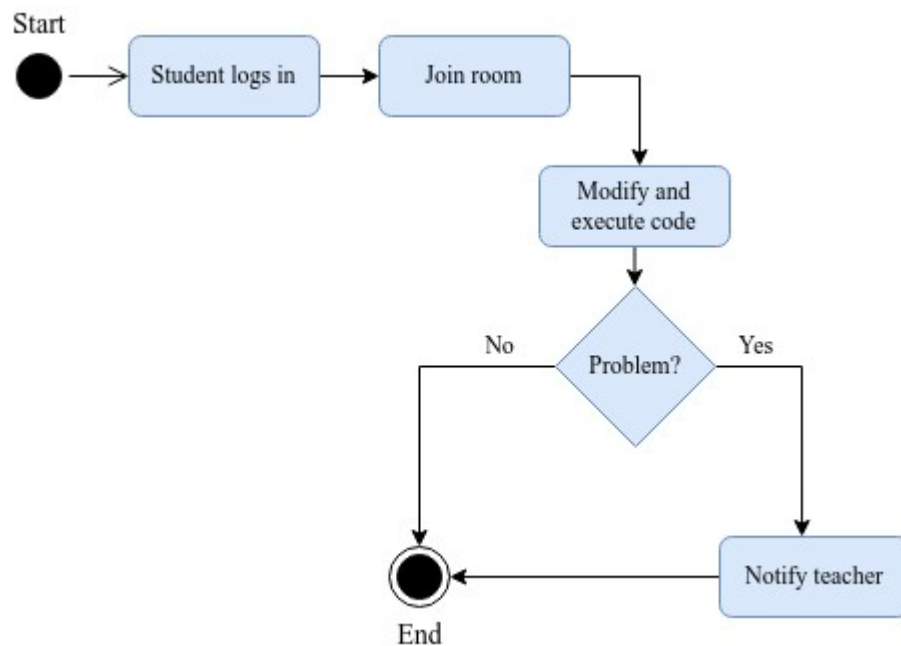 Start
Student logs in
Join room
Modify and
execute code
Problem?
No
Yes
Notify teacher
End